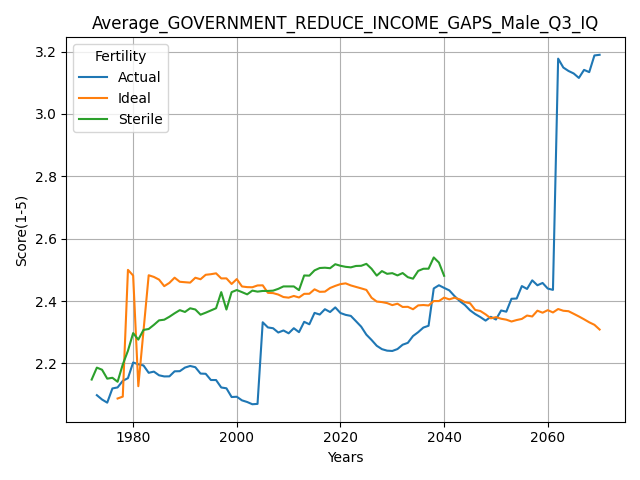 Average_GOVERNMENT_REDUCE_INCOME_GAPS_Male_Q3_IQ
Fertility
Actual
Ideal
Sterile
Score(1-5)
3.2
3.0
2.8
2.6
2.4
2.2
1980 2000 2020 2040 2060
Years